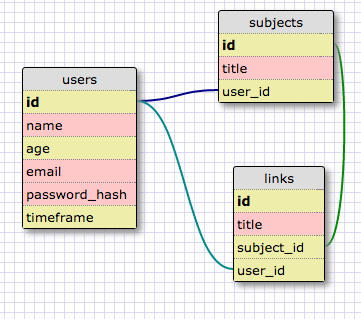 subjects
id
title
user_id
users
id
name
age
email
password_hash
timeframe
links
id
title
subject_id
user_id